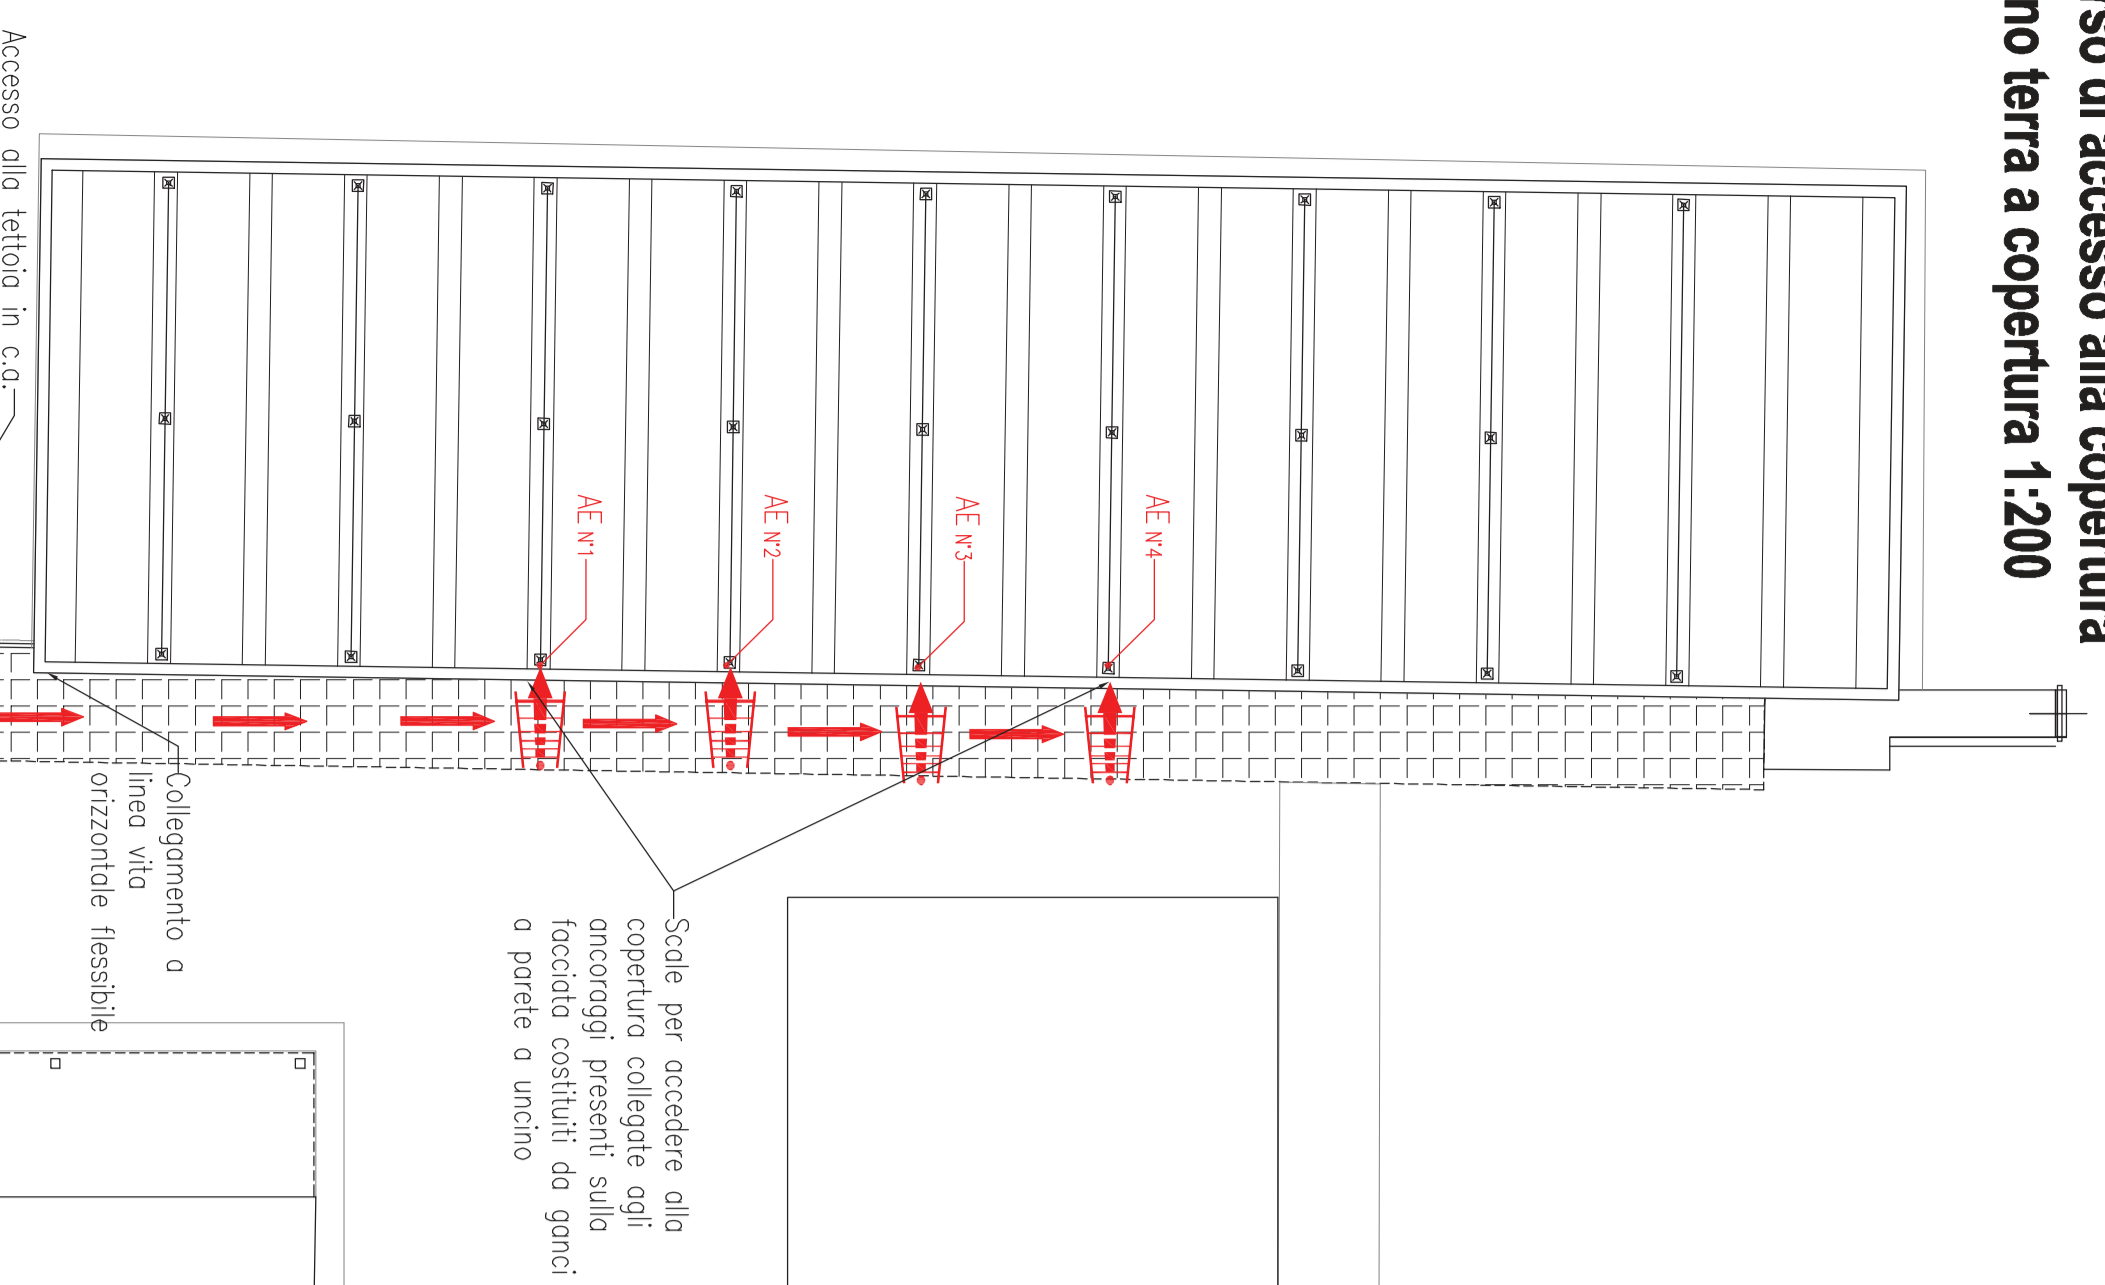 rso di accesso alla copertura
no terra a copertura 1:200
AE N°4
AE N°3
AE N°2
AE N°1
Scale per accedere alla
copertura collegate agli
ancoraggi presenti sulla
facciata costituiti da ganci
a parete a uncino
Collegamento a
linea vita
orizzontale flessibile
Accesso alla tettoia in c.a.